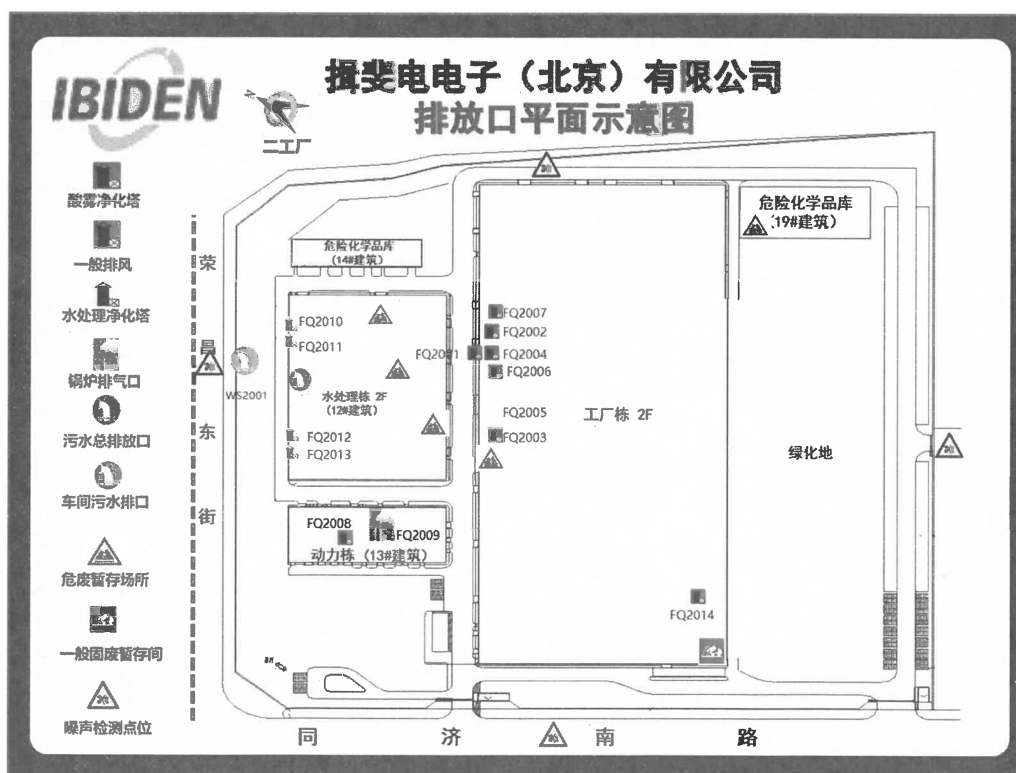 IBIDEN
揖斐电电子（北京）有限公司
排放口平面示意图
二工厂
酸雾净化塔
一般排风
水处理净化塔
锅炉排气口
污水总排放口
车间污水排口
危废暂存场所
一般固废暂存间
噪声检测点位
荣昌东街
WS2001
危险化学品库
(14#建筑)
FQ2010
FQ2011
水处理栋 2F
(12#建筑)
FQ2012
FQ2013
FQ2008
FQ2009
动力栋 (13#建筑)
FQ2007
FQ2002
FQ2001
FQ2004
FQ2006
FQ2005
FQ2003
工厂栋 2F
FQ2014
危险化学品库
(19#建筑)
绿化地
同济南路